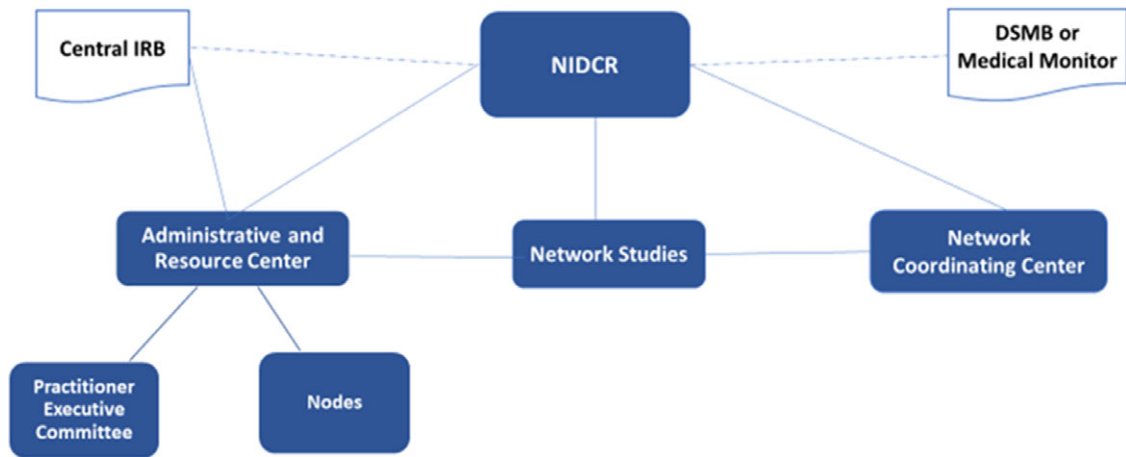 Central IRB
NIDCR
DSMB or
Medical Monitor
Administrative and
Resource Center
Network Studies
Network
Coordinating Center
Practitioner
Executive
Committee
Nodes